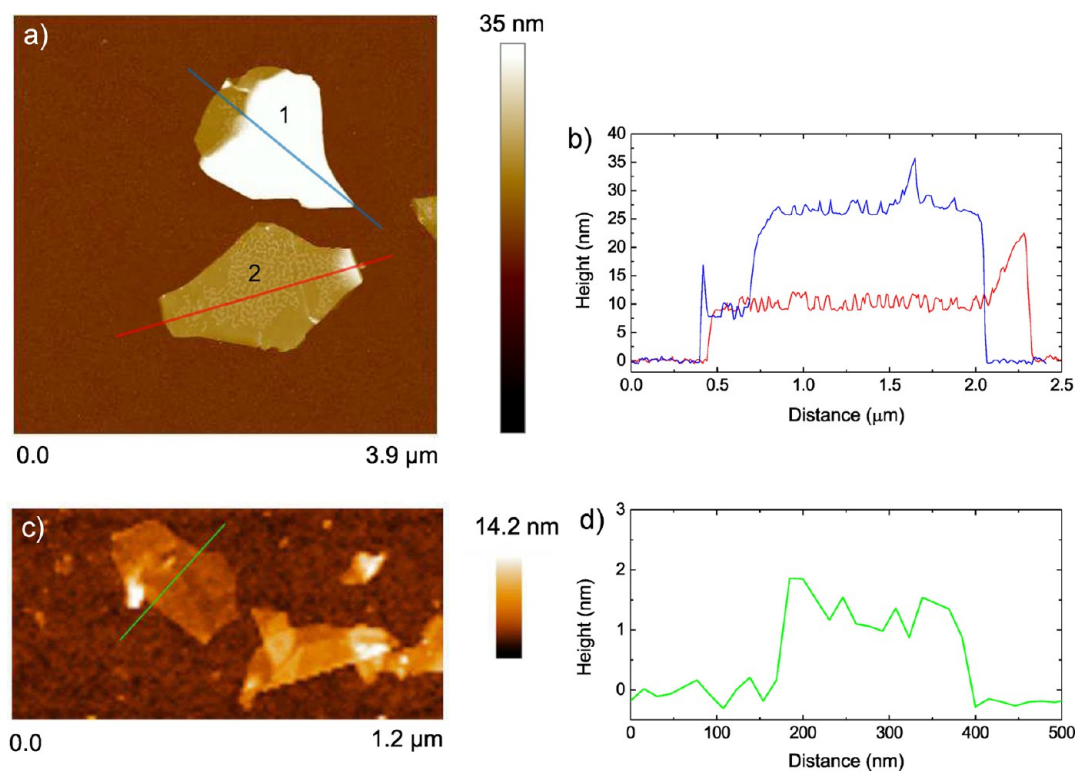 a)
1
2
0.0
3.9 µm
35 nm
b)
Height (nm)
40
35
30
25
20
15
10
5
0
0.0
0.5
1.0
1.5
2.0
2.5
Distance (µm)
c)
0.0
1.2 µm
14.2 nm
d)
Height (nm)
3
2
1
0
0
100
200
300
400
500
Distance (nm)